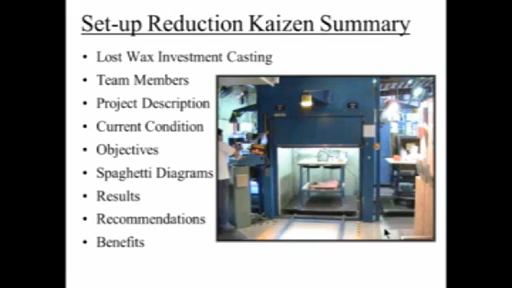 Set-up Reduction Kaizen Summary
• Lost Wax Investment Casting
• Team Members
• Project Description
• Current Condition
• Objectives
• Spaghetti Diagrams
• Results
• Recommendations
• Benefits